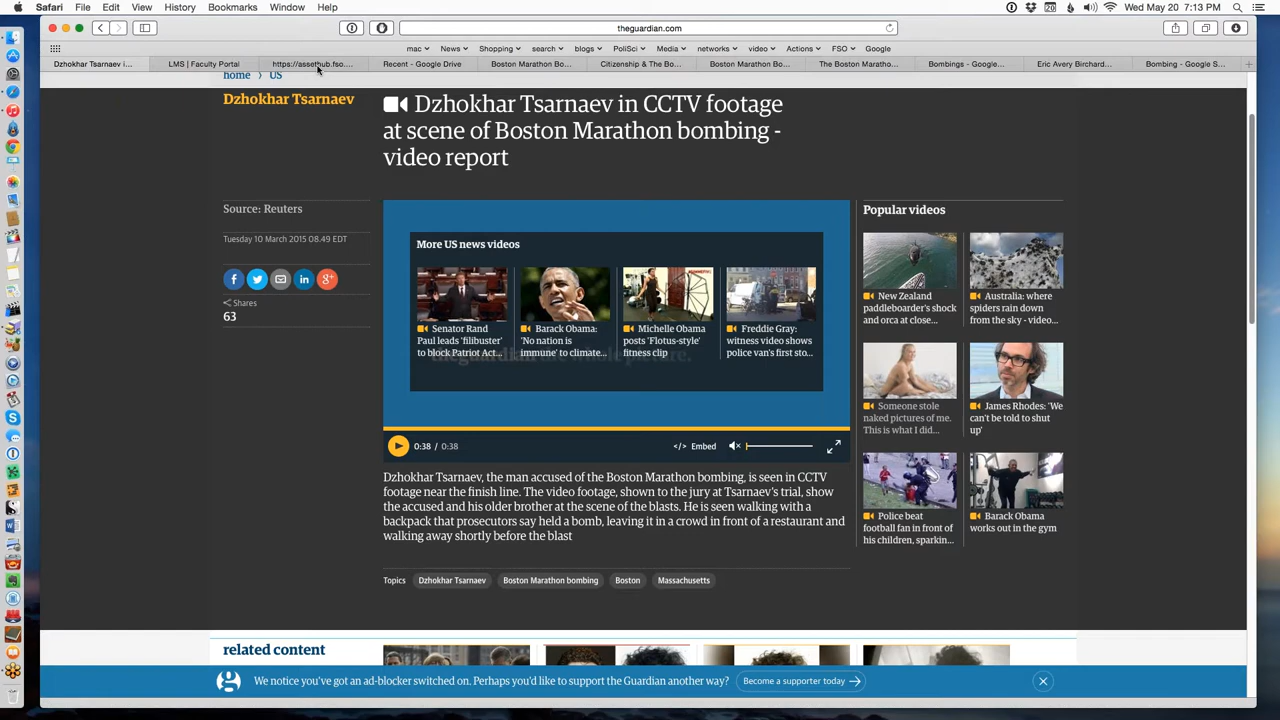 Safari File Edit View History Bookmarks Window Help
Wed May 20 7:13 PM
theguardian.com
mac News Shopping search blogs PoliSci Media networks video Actions FSO Google
Dzhokhar Tsarnaev i...
LMS | Faculty Portal
https://assethub.fso....
Recent - Google Drive
Boston Marathon Bo...
Citizenship & The Bo...
Boston Marathon Bo...
The Boston Maratho...
Bombings - Google...
Eric Avery Birchard...
Bombing - Google S...
home › US
Dzhokhar Tsarnaev
Dzhokhar Tsarnaev in CCTV footage
at scene of Boston Marathon bombing -
video report
Source: Reuters
Tuesday 10 March 2015 08.49 EDT
Shares
63
More US news videos
Senator Rand
Paul leads 'filibuster'
to block Patriot Act...
Barack Obama:
'No nation is
immune' to climate...
Michelle Obama
posts 'Flotus-style'
fitness clip
Freddie Gray:
witness video shows
police van's first sto...
theguardian the whole picture.
0:38 / 0:38
</> Embed
Popular videos
New Zealand
paddleboarder's shock
and orca at close...
Australia: where
spiders rain down
from the sky - video...
Someone stole
naked pictures of me.
This is what I did...
James Rhodes: 'We
can't be told to shut
up'
Police beat
football fan in front of
his children, sparkin...
Barack Obama
works out in the gym
Dzhokhar Tsarnaev, the man accused of the Boston Marathon bombing, is seen in CCTV
footage near the finish line. The video footage, shown to the jury at Tsarnaev's trial, show
the accused and his older brother at the scene of the blasts. He is seen walking with a
backpack that prosecutors say held a bomb, leaving it in a crowd in front of a restaurant and
walking away shortly before the blast
Topics Dzhokhar Tsarnaev Boston Marathon bombing Boston Massachusetts
related content
We notice you've got an ad-blocker switched on. Perhaps you'd like to support the Guardian another way? Become a supporter today